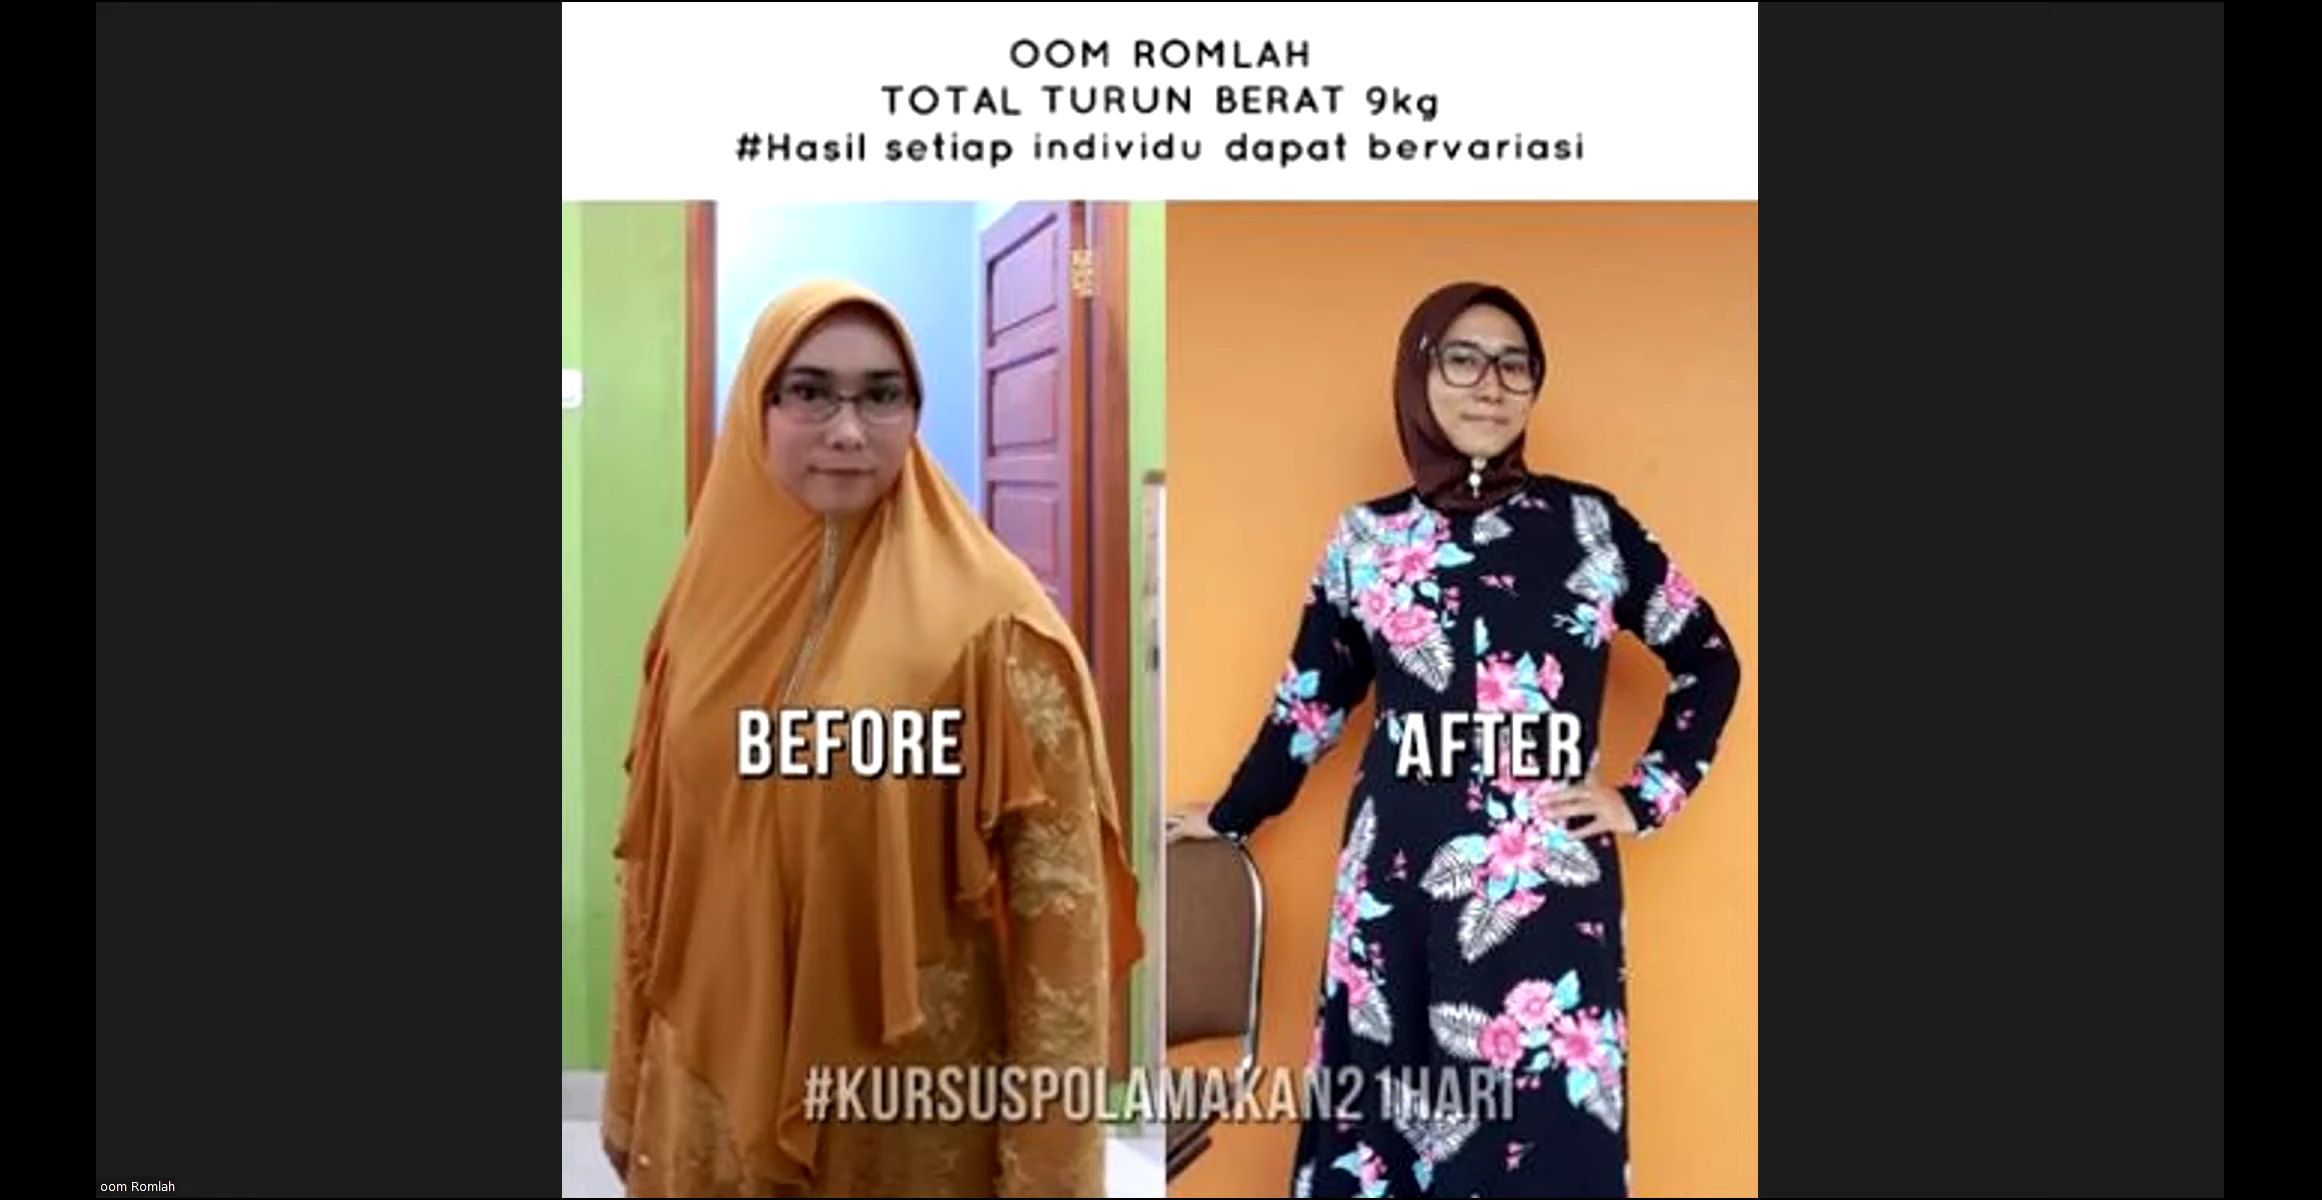 OOM ROMLAH
TOTAL TURUN BERAT 9kg
#Hasil setiap individu dapat bervariasi
BEFORE
AFTER
#KURSUSPOLAMAKAN21HARI
oom Romlah